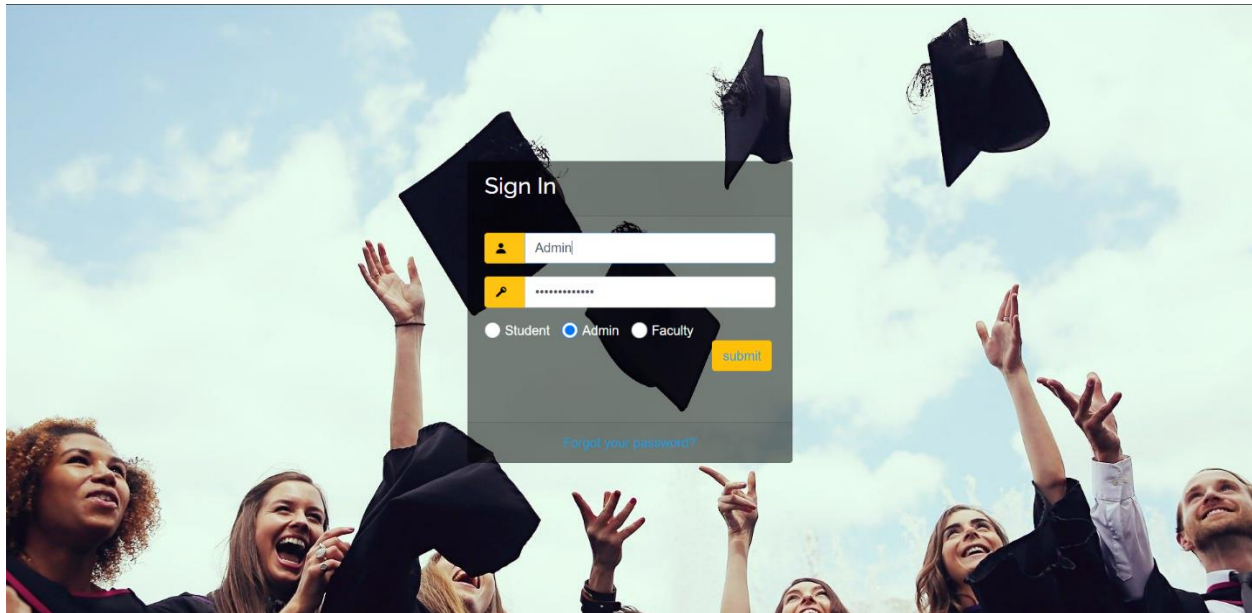 Sign In
Admin
•••••••••••••
Student Admin Faculty
submit
Forgot your password?